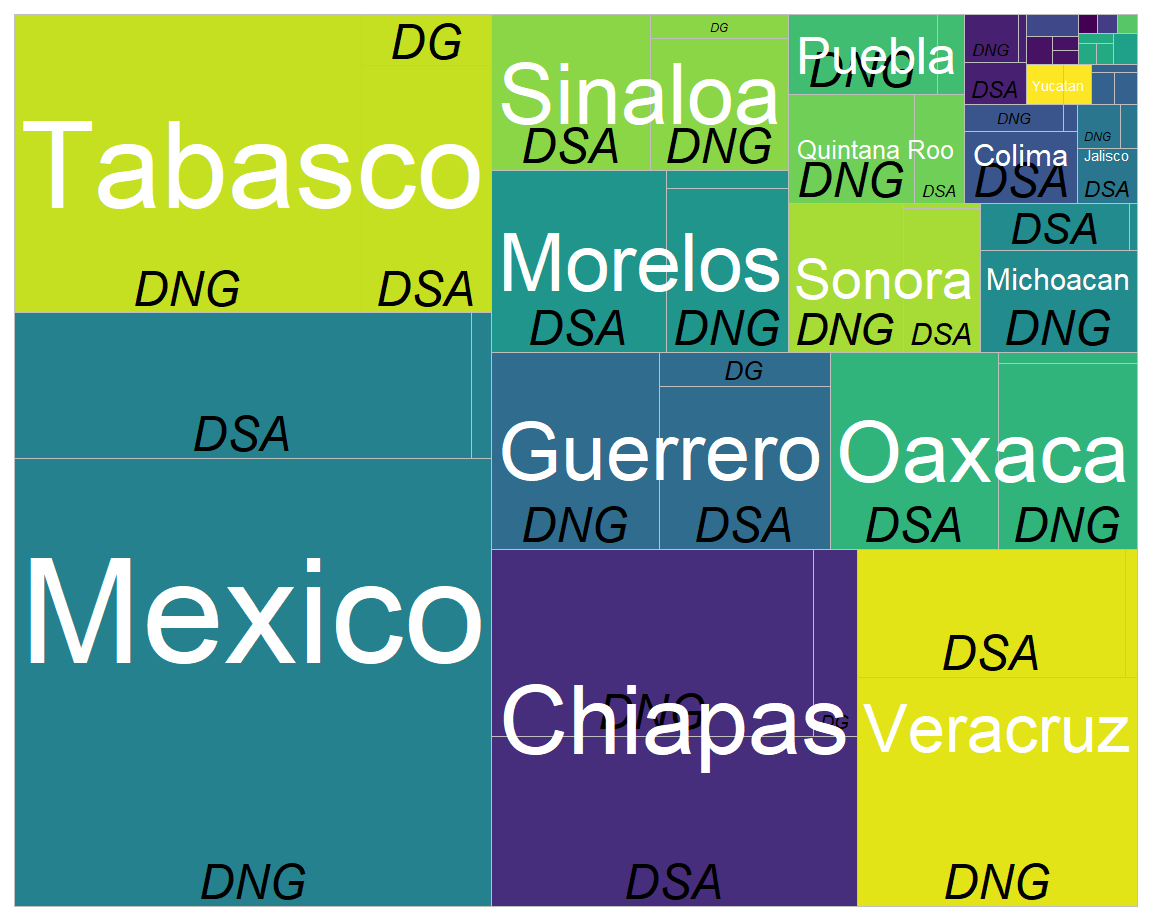 DG
Tabasco
DNG
DSA
DSA
Mexico
DNG
DG
Sinaloa
DSA
DNG
Morelos
DSA
DNG
Puebla
DNG
Quintana Roo
DNG
DSA
Sonora
DNG
DSA
DNG
DSA
Yucatan
DNG
Colima
DSA
DNG
Jalisco
DSA
DSA
Michoacan
DNG
DG
Guerrero
DNG
DSA
Oaxaca
DSA
DNG
DNG
DG
Chiapas
DSA
DSA
Veracruz
DNG